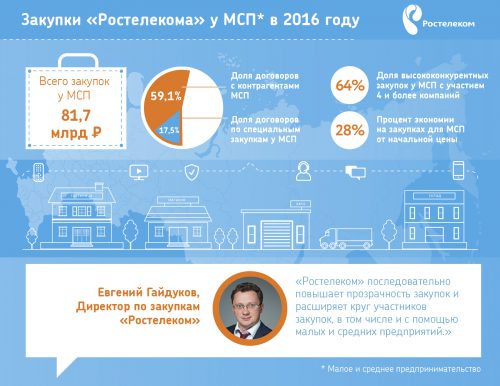 Закупки «Ростелекома» у МСП* в 2016 году
Ростелеком
Всего закупок
у МСП
81,7
млрд ₽
59,1%
17,5%
Доля договоров
с контрагентами
МСП
Доля договоров
по специальным
закупкам у МСП
64%
Доля высококонкурентных
закупок у МСП с участием
4 и более компаний
28%
Процент экономии
на закупках для МСП
от начальной цены
Евгений Гайдуков,
Директор по закупкам
«Ростелеком»
«Ростелеком» последовательно
повышает прозрачность закупок и
расширяет круг участников
закупок, в том числе и с помощью
малых и средних предприятий.»
* Малое и среднее предпринимательство